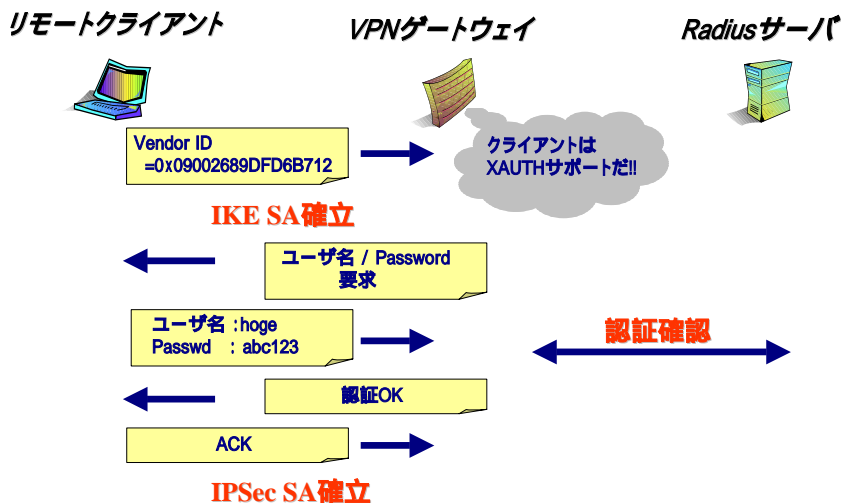 リモートクライアント
VPNゲートウェイ
Radiusサーバ
Vendor ID
=0x09002689DFD6B712
クライアントは
XAUTHサポートだ!!
IKE SA確立
ユーザ名 / Password
要求
ユーザ名 :hoge
Passwd : abc123
認証確認
認証OK
ACK
IPSec SA確立